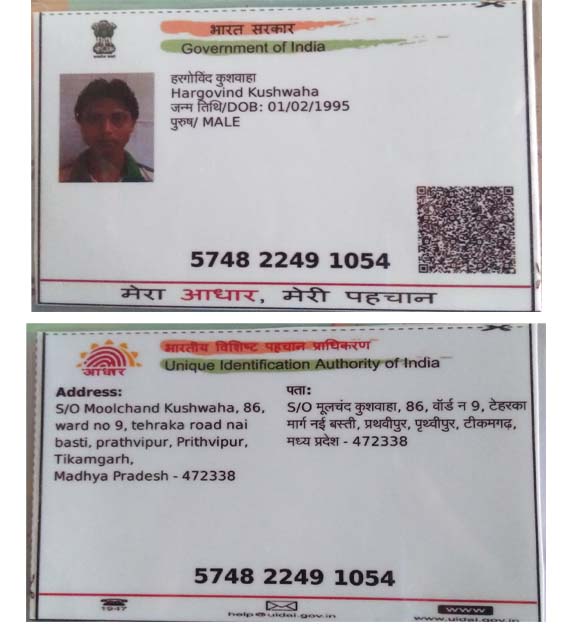 भारत सरकार
Government of India
हरगोविंद कुशवाहा
Hargovind Kushwaha
जन्म तिथि/DOB: 01/02/1995
पुरुष/ MALE
5748 2249 1054
मेरा आधार, मेरी पहचान
भारतीय विशिष्ट पहचान प्राधिकरण
Unique Identification Authority of India
आधार
Address:
S/O Moolchand Kushwaha, 86,
ward no 9, tehraka road nai
basti, prathvipur, Prithvipur,
Tikamgarh,
Madhya Pradesh - 472338
पता:
S/O मूलचंद कुशवाहा, 86, वॉर्ड न 9, टेहरका
मार्ग नई बस्ती, प्रथवीपुर, पृथ्वीपुर, टीकमगढ़,
मध्य प्रदेश - 472338
5748 2249 1054
1947
help@uidai.gov.in
www
www.uidai.gov.in